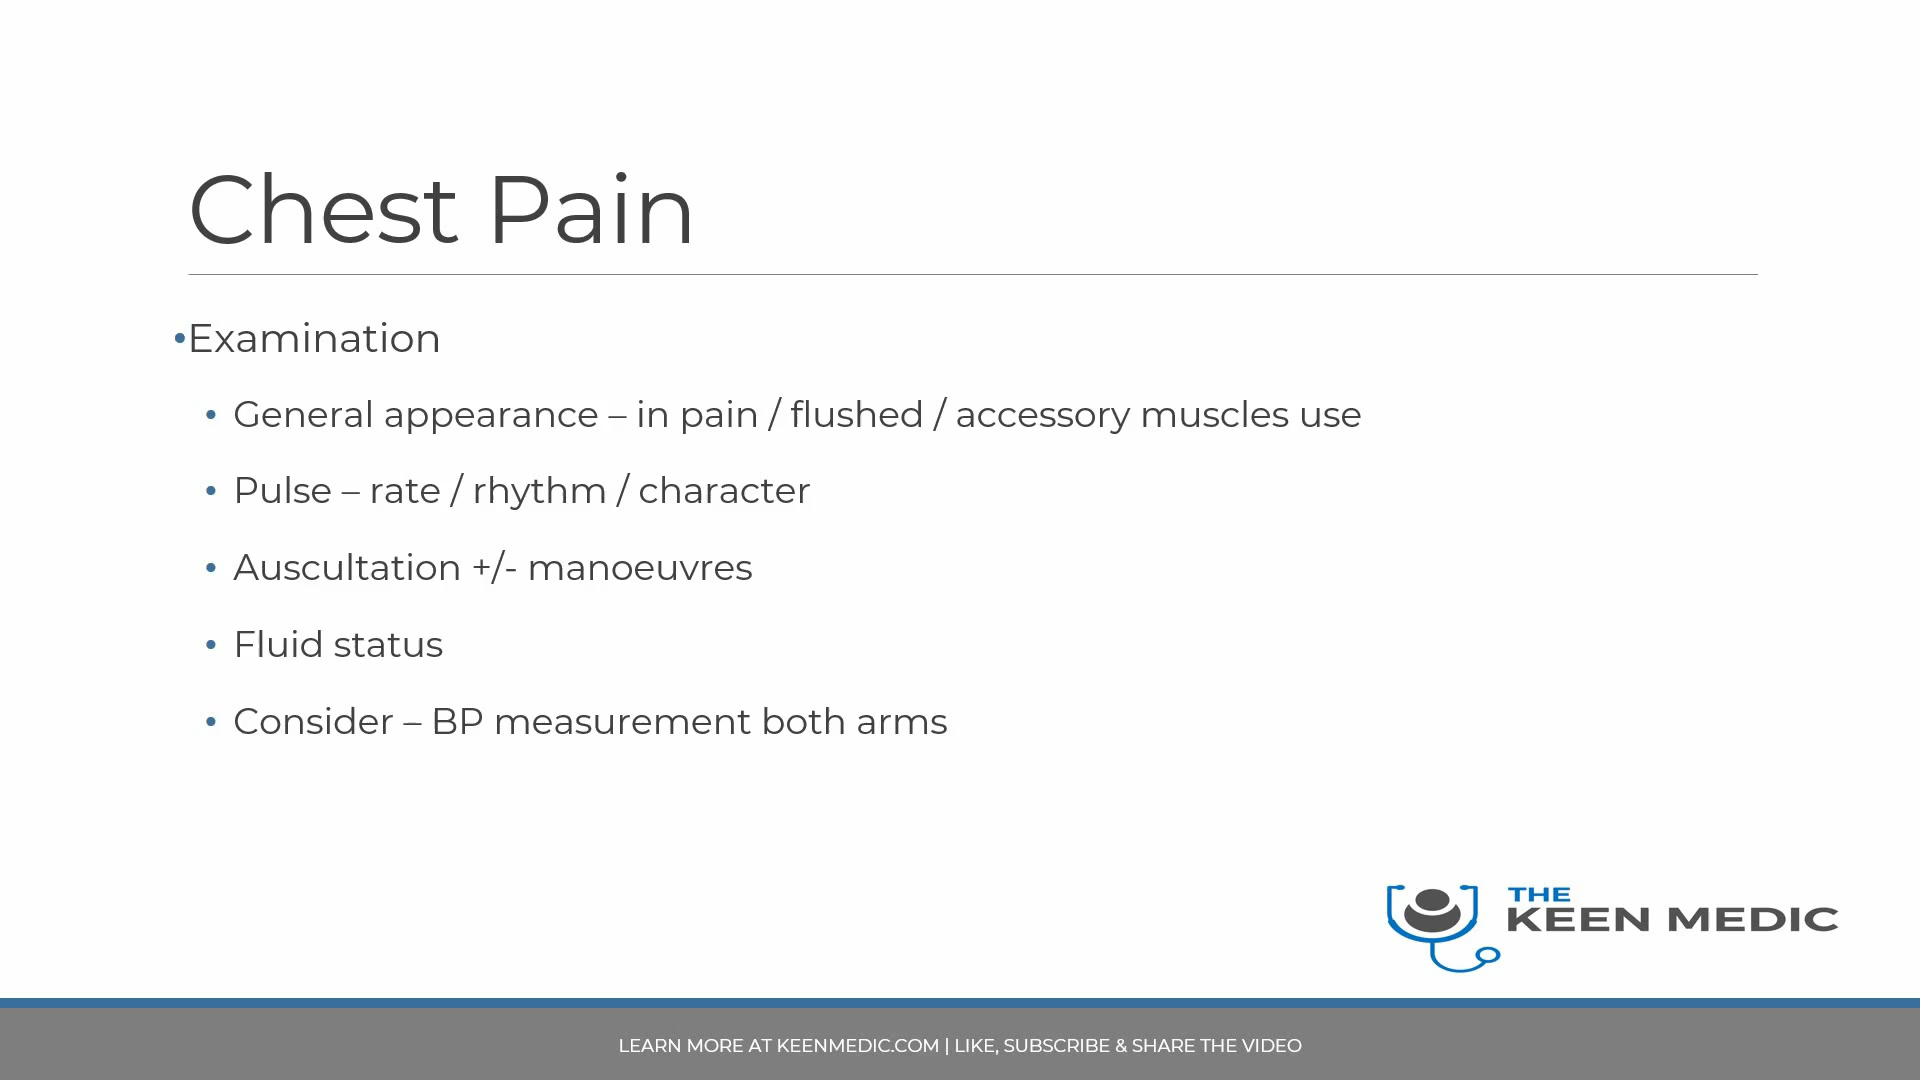 Chest Pain
•Examination
• General appearance – in pain / flushed / accessory muscles use
• Pulse – rate / rhythm / character
• Auscultation +/- manoeuvres
• Fluid status
• Consider – BP measurement both arms
THE
KEEN MEDIC
LEARN MORE AT KEENMEDIC.COM | LIKE, SUBSCRIBE & SHARE THE VIDEO